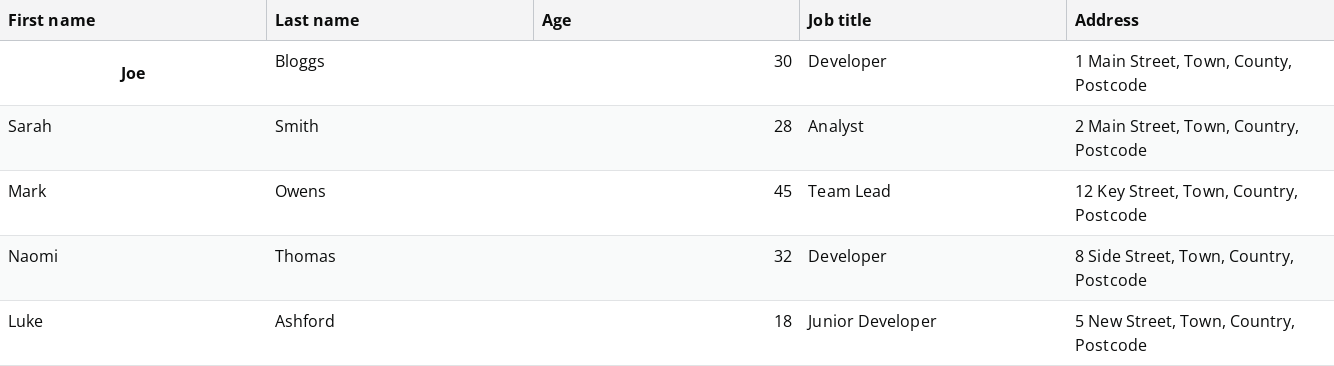 First name Last name Age Job title Address
Joe Bloggs 30 Developer 1 Main Street, Town, County,
Postcode
Sarah Smith 28 Analyst 2 Main Street, Town, Country,
Postcode
Mark Owens 45 Team Lead 12 Key Street, Town, Country,
Postcode
Naomi Thomas 32 Developer 8 Side Street, Town, Country,
Postcode
Luke Ashford 18 Junior Developer 5 New Street, Town, Country,
Postcode